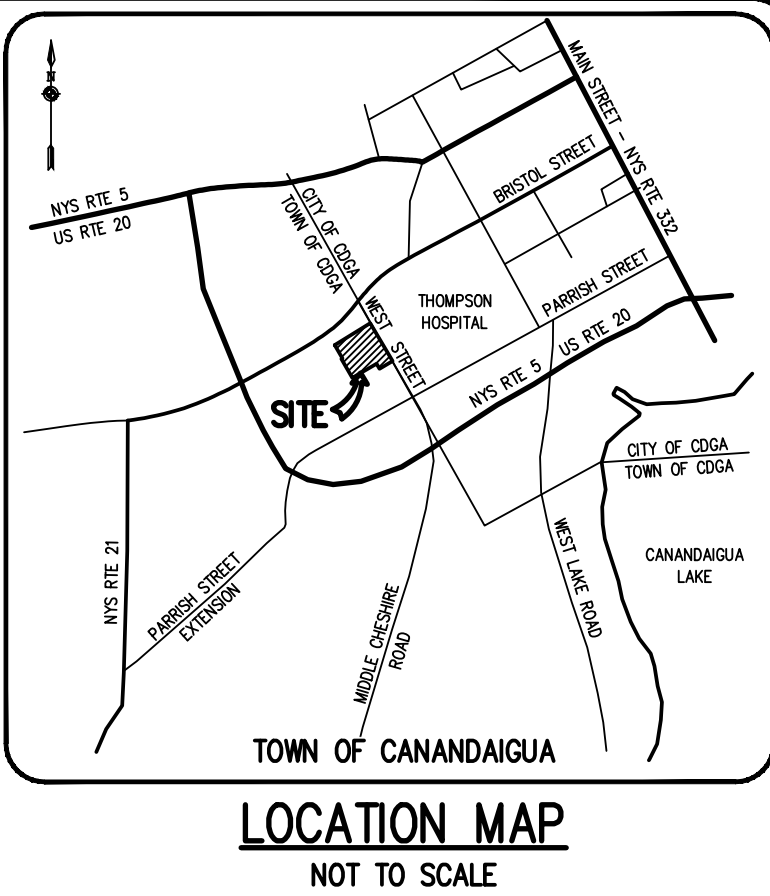 N
MAIN STREET - NYS RTE 332
NYS RTE 5
US RTE 20
CITY OF CDGA
TOWN OF CDGA
BRISTOL STREET
THOMPSON
HOSPITAL
WEST STREET
PARRISH STREET
NYS RTE 5
US RTE 20
SITE
CITY OF CDGA
TOWN OF CDGA
CANANDAIGUA
LAKE
NYS RTE 21
PARRISH STREET
EXTENSION
MIDDLE CHESHIRE
ROAD
WEST LAKE ROAD
TOWN OF CANANDAIGUA
LOCATION MAP
NOT TO SCALE